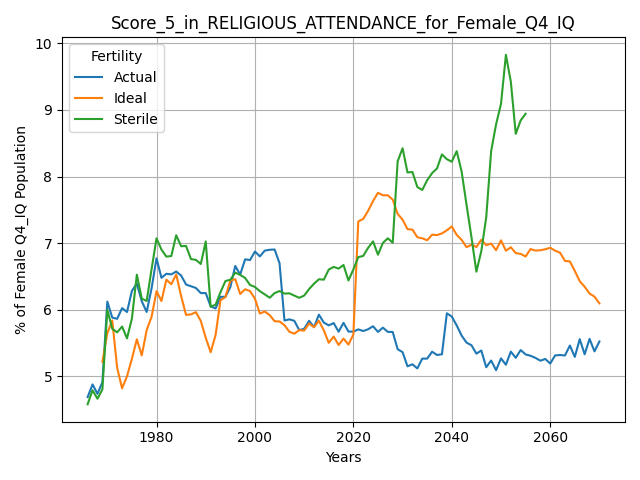 Score_5_in_RELIGIOUS_ATTENDANCE_for_Female_Q4_IQ
Fertility
Actual
Ideal
Sterile
% of Female Q4_IQ Population
10
9
8
7
6
5
1980 2000 2020 2040 2060
Years